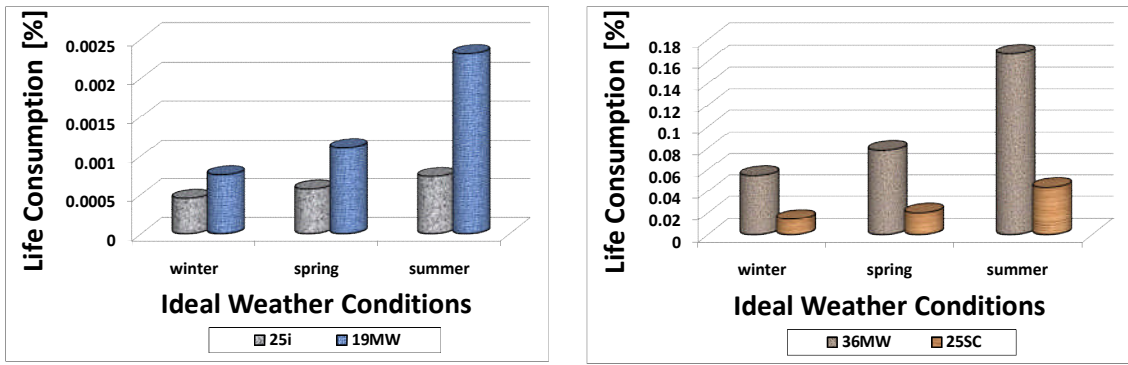 Life Consumption [%]
0.0025
0.002
0.0015
0.001
0.0005
0
winter spring summer
Ideal Weather Conditions
25i 19MW
Life Consumption [%]
0.18
0.16
0.14
0.12
0.1
0.08
0.06
0.04
0.02
0
winter spring summer
Ideal Weather Conditions
36MW 25SC